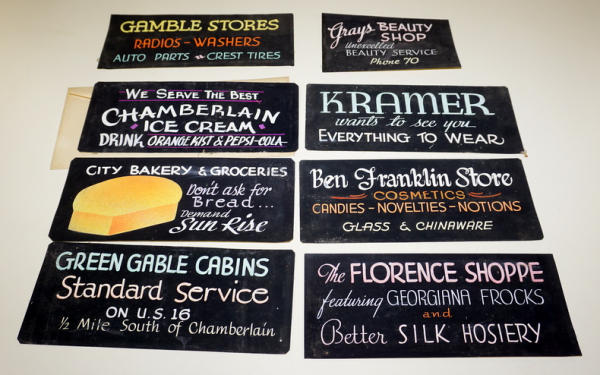 GAMBLE STORES
RADIOS - WASHERS
AUTO PARTS - CREST TIRES
Grays BEAUTY
SHOP
unexcelled
BEAUTY SERVICE
Phone 70
WE SERVE THE BEST
CHAMBERLAIN
ICE CREAM
DRINK ORANGE KIST & PEPSI-COLA
KRAMER
wants to see you
EVERYTHING TO WEAR
CITY BAKERY & GROCERIES
Don't ask for
Bread...
Demand
Sun-Rise
Ben Franklin Store
COSMETICS
CANDIES - NOVELTIES - NOTIONS
GLASS & CHINAWARE
GREEN GABLE CABINS
Standard Service
ON U.S. 16
1/2 Mile South of Chamberlain
The FLORENCE SHOPPE
featuring GEORGIANA FROCKS
and
Better SILK HOSIERY